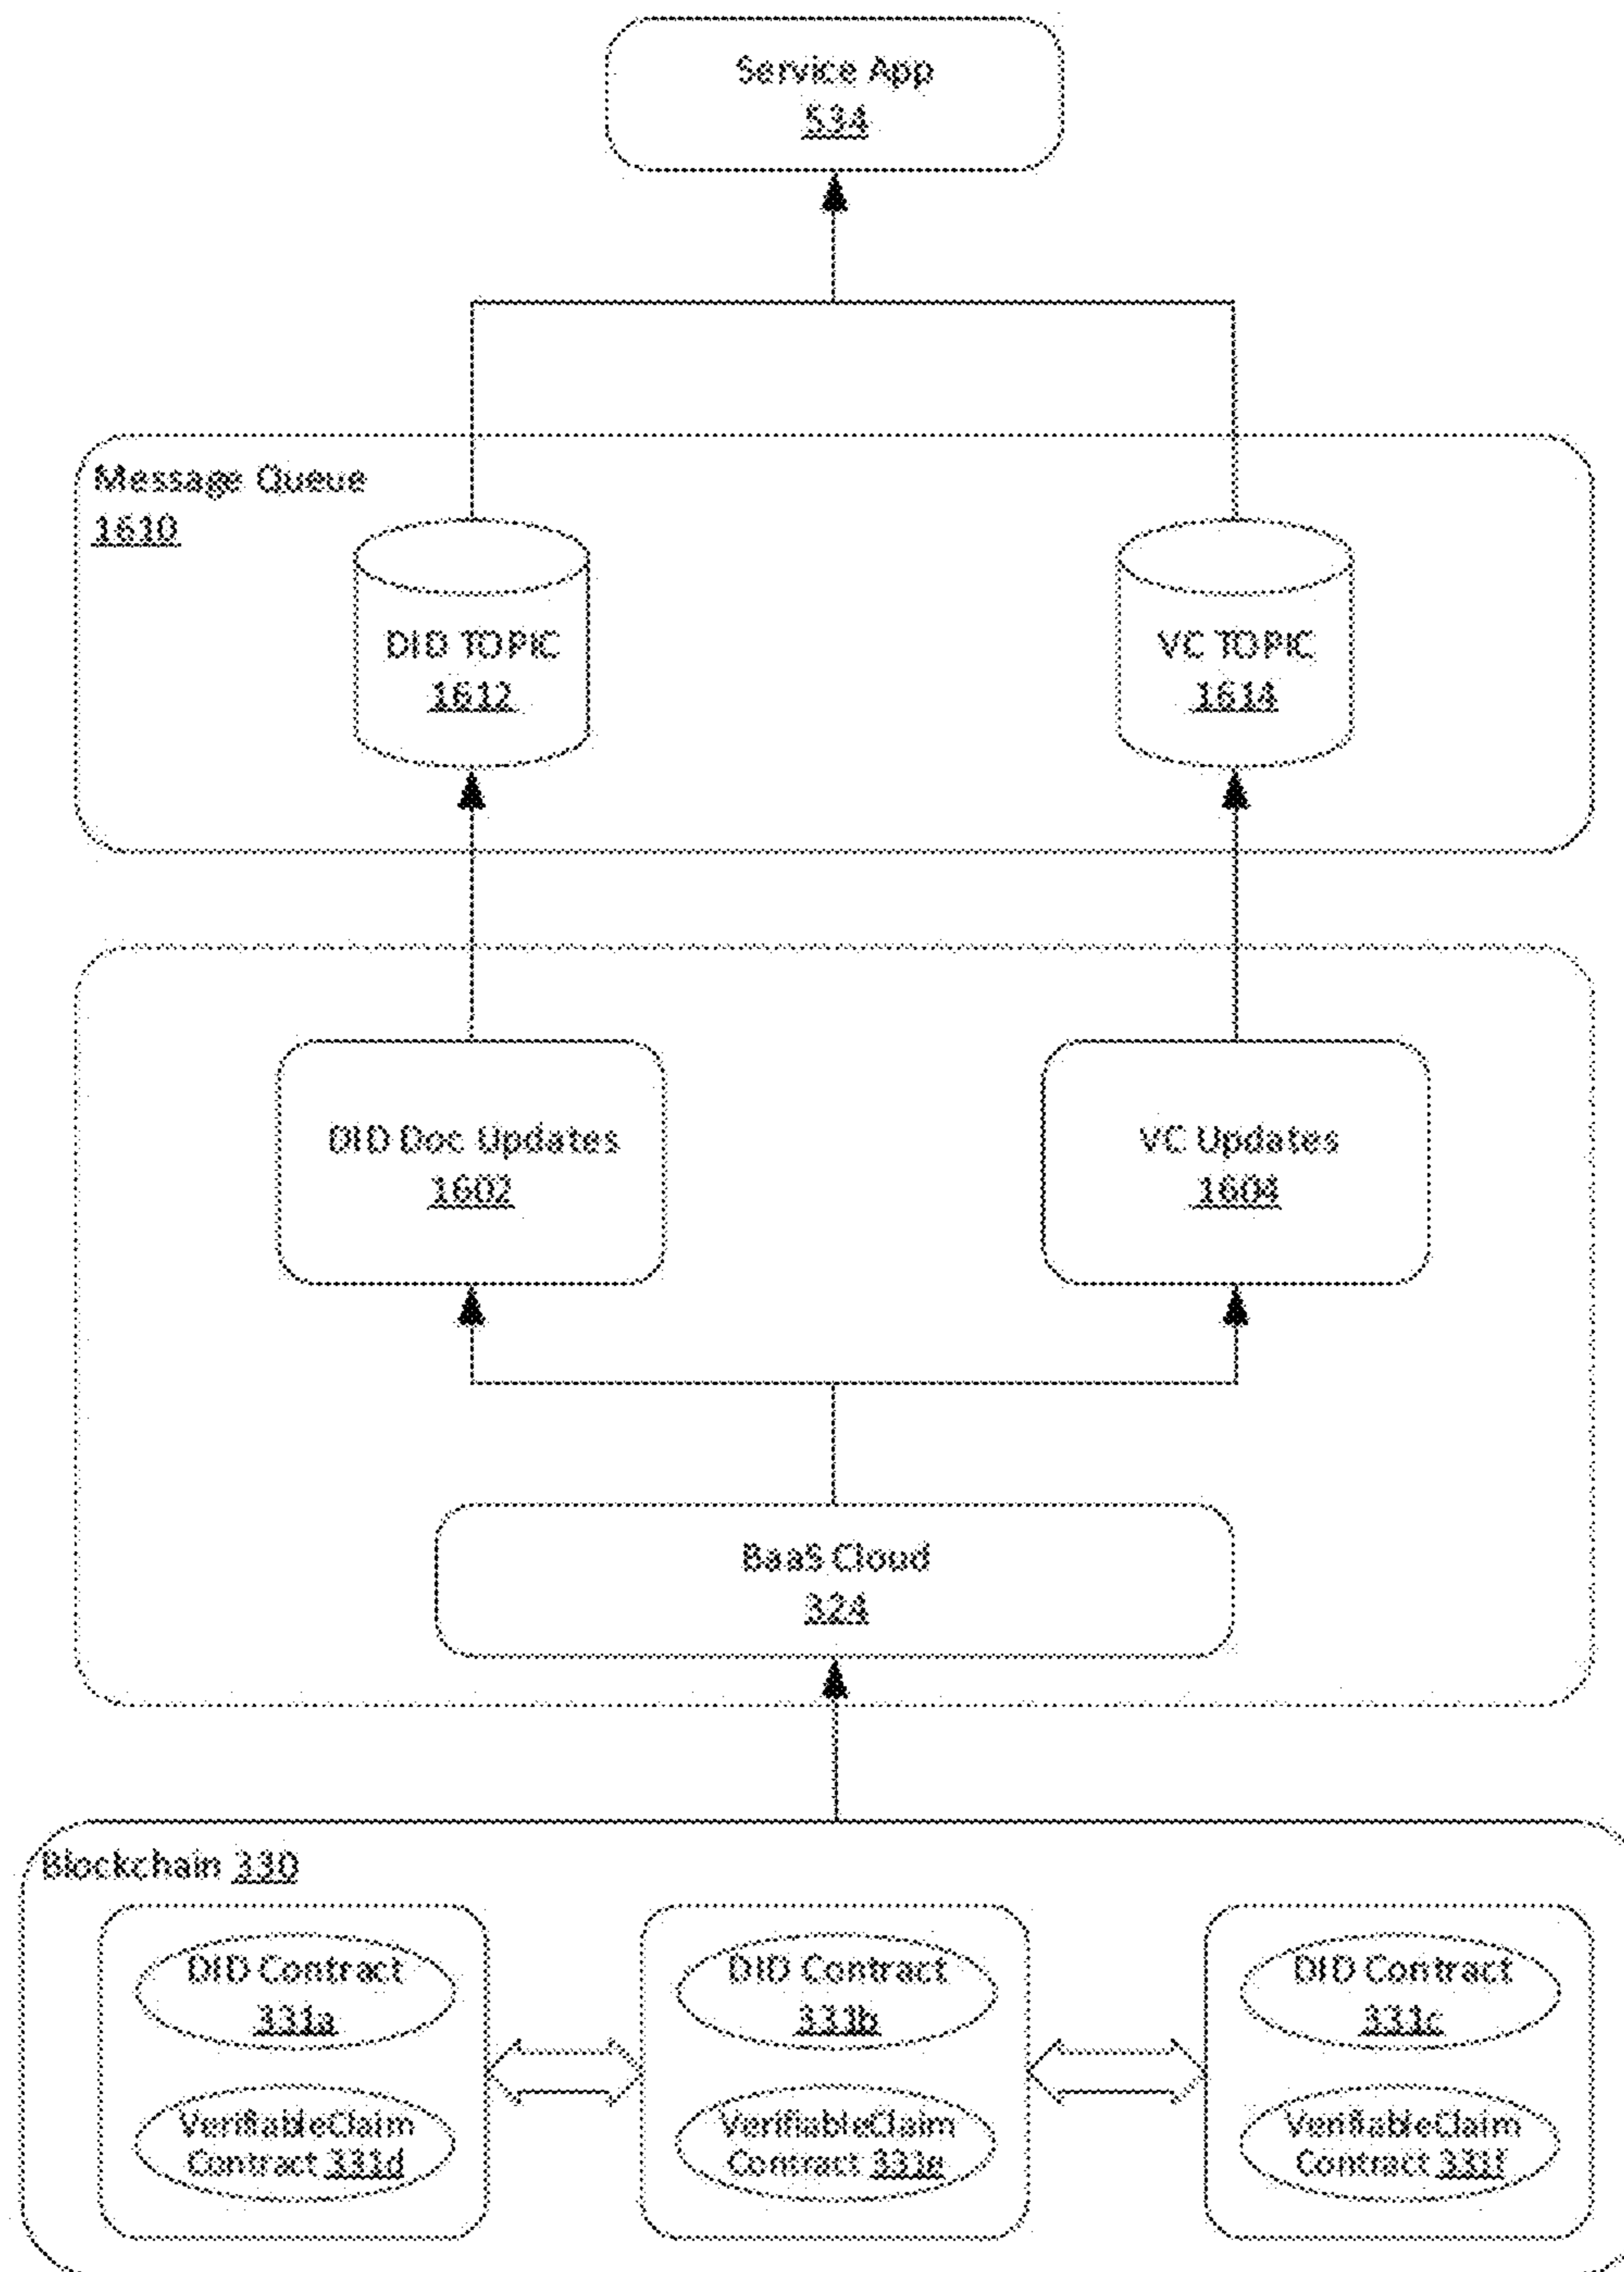 Service App
534
Message Queue
1610
DID TOPIC
1612
VC TOPIC
1614
DID Doc Updates
1602
VC Updates
1604
BaaS Cloud
324
Blockchain 330
DID Contract
331a
DID Contract
331b
DID Contract
331c
VerifiableClaim
Contract 331d
VerifiableClaim
Contract 331e
VerifiableClaim
Contract 331f